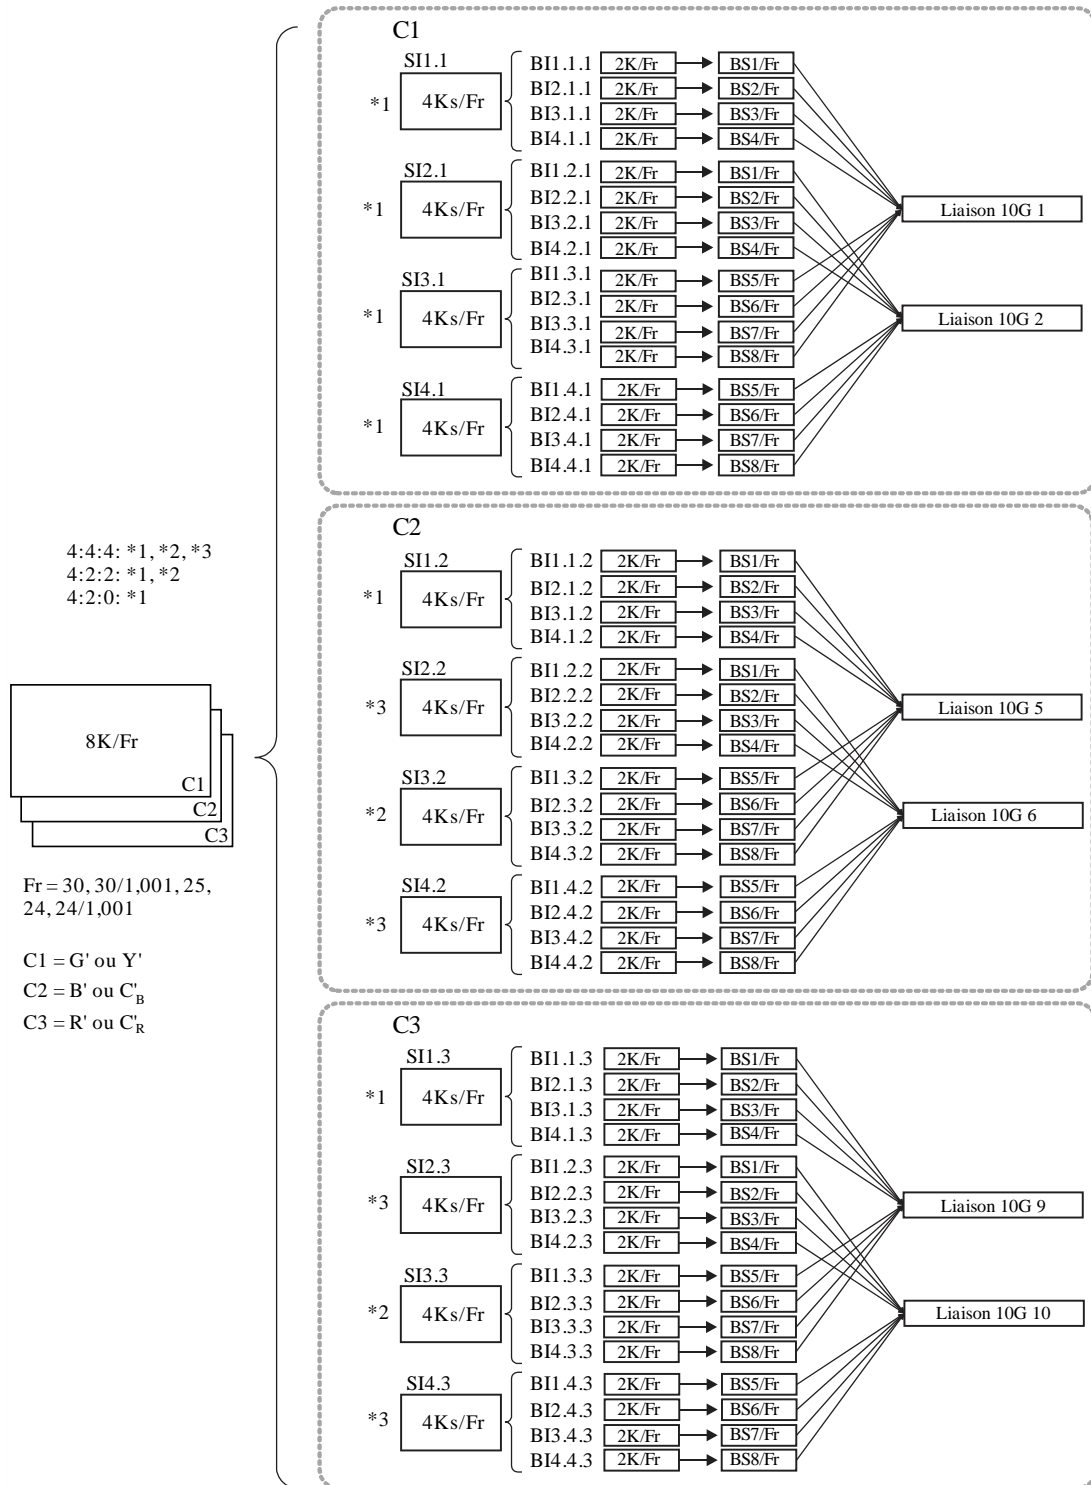 4:4:4: *1, *2, *3
4:2:2: *1, *2
4:2:0: *1
8K/Fr
C1
C2
C3
Fr = 30, 30/1,001, 25,
24, 24/1,001
C1 = G' ou Y'
C2 = B' ou C'B
C3 = R' ou C'R
C1
SI1.1
*1
4Ks/Fr
BI1.1.1 2K/Fr BS1/Fr
BI2.1.1 2K/Fr BS2/Fr
BI3.1.1 2K/Fr BS3/Fr
BI4.1.1 2K/Fr BS4/Fr
SI2.1
*1
4Ks/Fr
BI1.2.1 2K/Fr BS1/Fr
BI2.2.1 2K/Fr BS2/Fr
BI3.2.1 2K/Fr BS3/Fr
BI4.2.1 2K/Fr BS4/Fr
SI3.1
*1
4Ks/Fr
BI1.3.1 2K/Fr BS5/Fr
BI2.3.1 2K/Fr BS6/Fr
BI3.3.1 2K/Fr BS7/Fr
BI4.3.1 2K/Fr BS8/Fr
SI4.1
*1
4Ks/Fr
BI1.4.1 2K/Fr BS5/Fr
BI2.4.1 2K/Fr BS6/Fr
BI3.4.1 2K/Fr BS7/Fr
BI4.4.1 2K/Fr BS8/Fr
Liaison 10G 1
Liaison 10G 2
C2
SI1.2
*1
4Ks/Fr
BI1.1.2 2K/Fr BS1/Fr
BI2.1.2 2K/Fr BS2/Fr
BI3.1.2 2K/Fr BS3/Fr
BI4.1.2 2K/Fr BS4/Fr
SI2.2
*3
4Ks/Fr
BI1.2.2 2K/Fr BS1/Fr
BI2.2.2 2K/Fr BS2/Fr
BI3.2.2 2K/Fr BS3/Fr
BI4.2.2 2K/Fr BS4/Fr
SI3.2
*2
4Ks/Fr
BI1.3.2 2K/Fr BS5/Fr
BI2.3.2 2K/Fr BS6/Fr
BI3.3.2 2K/Fr BS7/Fr
BI4.3.2 2K/Fr BS8/Fr
SI4.2
*3
4Ks/Fr
BI1.4.2 2K/Fr BS5/Fr
BI2.4.2 2K/Fr BS6/Fr
BI3.4.2 2K/Fr BS7/Fr
BI4.4.2 2K/Fr BS8/Fr
Liaison 10G 5
Liaison 10G 6
C3
SI1.3
*1
4Ks/Fr
BI1.1.3 2K/Fr BS1/Fr
BI2.1.3 2K/Fr BS2/Fr
BI3.1.3 2K/Fr BS3/Fr
BI4.1.3 2K/Fr BS4/Fr
SI2.3
*3
4Ks/Fr
BI1.2.3 2K/Fr BS1/Fr
BI2.2.3 2K/Fr BS2/Fr
BI3.2.3 2K/Fr BS3/Fr
BI4.2.3 2K/Fr BS4/Fr
SI3.3
*2
4Ks/Fr
BI1.3.3 2K/Fr BS5/Fr
BI2.3.3 2K/Fr BS6/Fr
BI3.3.3 2K/Fr BS7/Fr
BI4.3.3 2K/Fr BS8/Fr
SI4.3
*3
4Ks/Fr
BI1.4.3 2K/Fr BS5/Fr
BI2.4.3 2K/Fr BS6/Fr
BI3.4.3 2K/Fr BS7/Fr
BI4.4.3 2K/Fr BS8/Fr
Liaison 10G 9
Liaison 10G 10